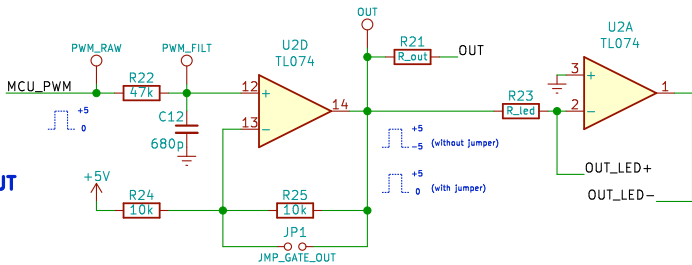 PWM_RAW
PWM_FILT
MCU_PWM
R22
47k
+5
0
C12
680p
U2D
TL074
12
+
13
−
14
OUT
R21
R_out
OUT
+5
-5
(without jumper)
+5
0
(with jumper)
+5V
R24
10k
R25
10k
JP1
JMP_GATE_OUT
UT
R23
R_led
U2A
TL074
3
+
2
−
1
OUT_LED+
OUT_LED-